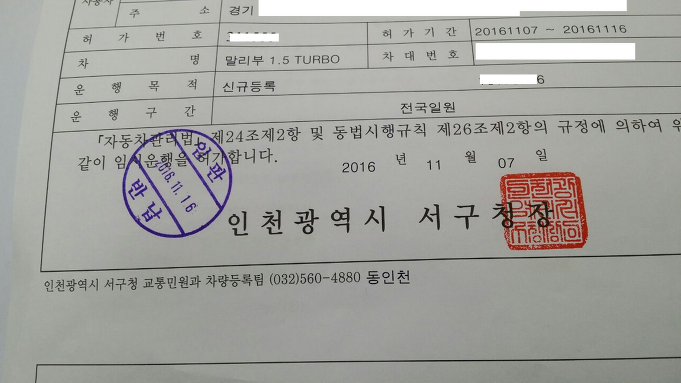 자동차
주 소 경기
허 가 번 호 허 가 기 간 20161107 ~ 20161116
차 명 말리부 1.5 TURBO 차 대 번 호
운 행 목 적 신규등록 6
운 행 구 간 전국일원
「자동차관리법」 제24조제2항 및 동법시행규칙 제26조제2항의 규정에 의하여 위
같이 임시운행을 허가합니다.
2016 년 11 월 07 일
임판
2016.11.16
반납
인천광역시 서구청장
인천광역시 서구청 교통민원과 차량등록팀 (032)560-4880 동인천